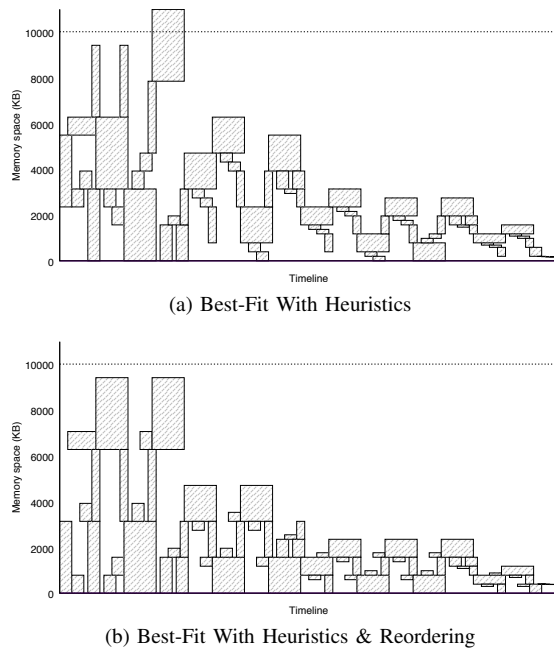 10000
8000
6000
4000
2000
0
Memory space (KB)
Timeline
(a) Best-Fit With Heuristics
10000
8000
6000
4000
2000
0
Memory space (KB)
Timeline
(b) Best-Fit With Heuristics & Reordering